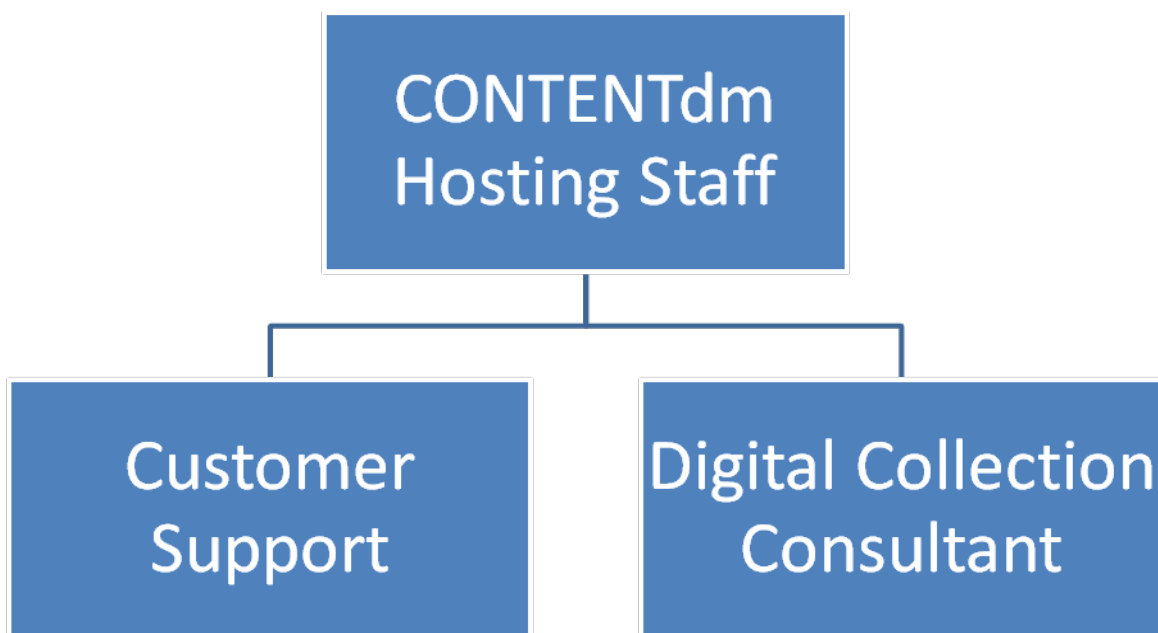 CONTENTdm
Hosting Staff
Customer
Support
Digital Collection
Consultant